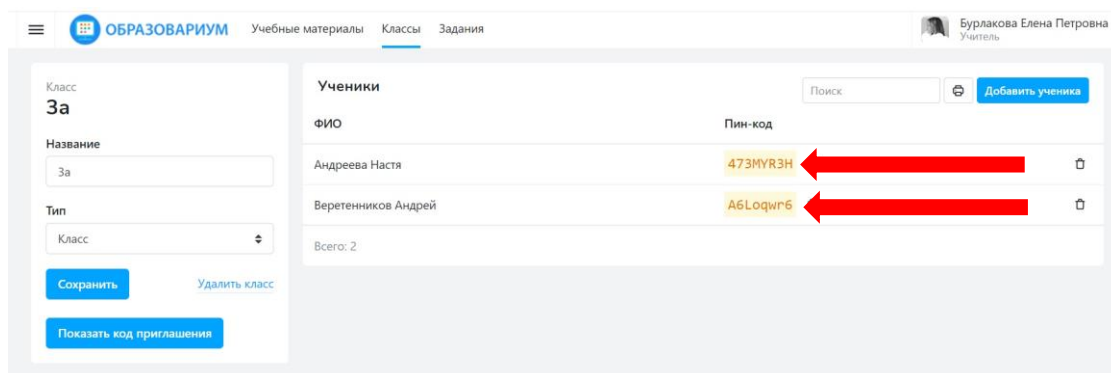 ОБРАЗОВАРИУМ Учебные материалы Классы Задания Бурлакова Елена Петровна
Учитель
Класс
3а
Название
3а
Тип
Класс
Сохранить Удалить класс
Показать код приглашения
Ученики Поиск Добавить ученика
ФИО Пин-код
Андреева Настя 473MYR3H
Веретенников Андрей A6Loqwr6
Всего: 2